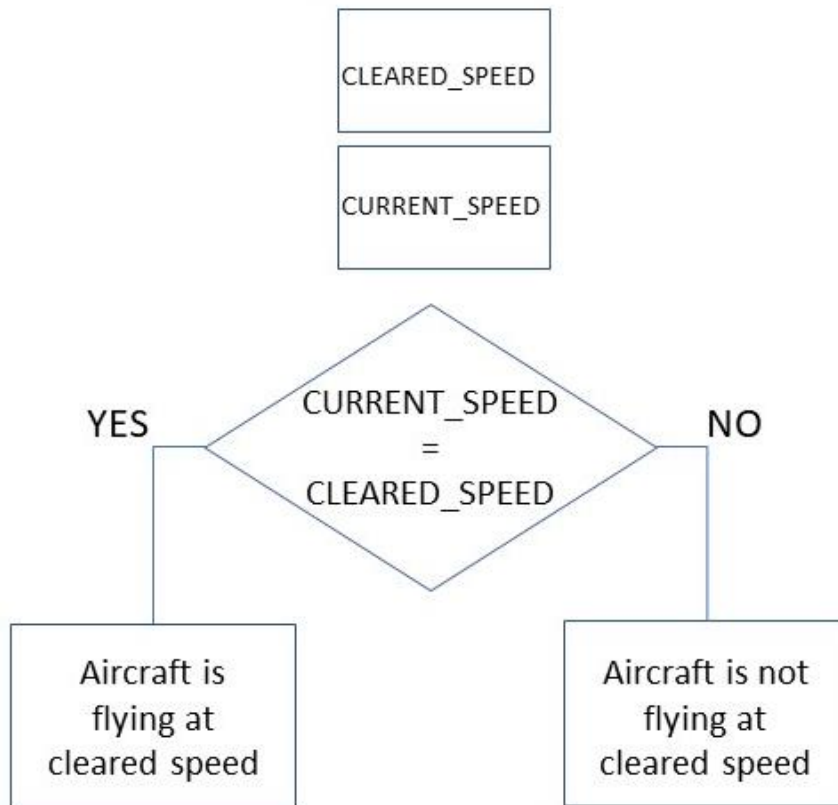 CLEARED_SPEED
CURRENT_SPEED
CURRENT_SPEED
=
CLEARED_SPEED
YES
NO
Aircraft is
flying at
cleared speed
Aircraft is not
flying at
cleared speed